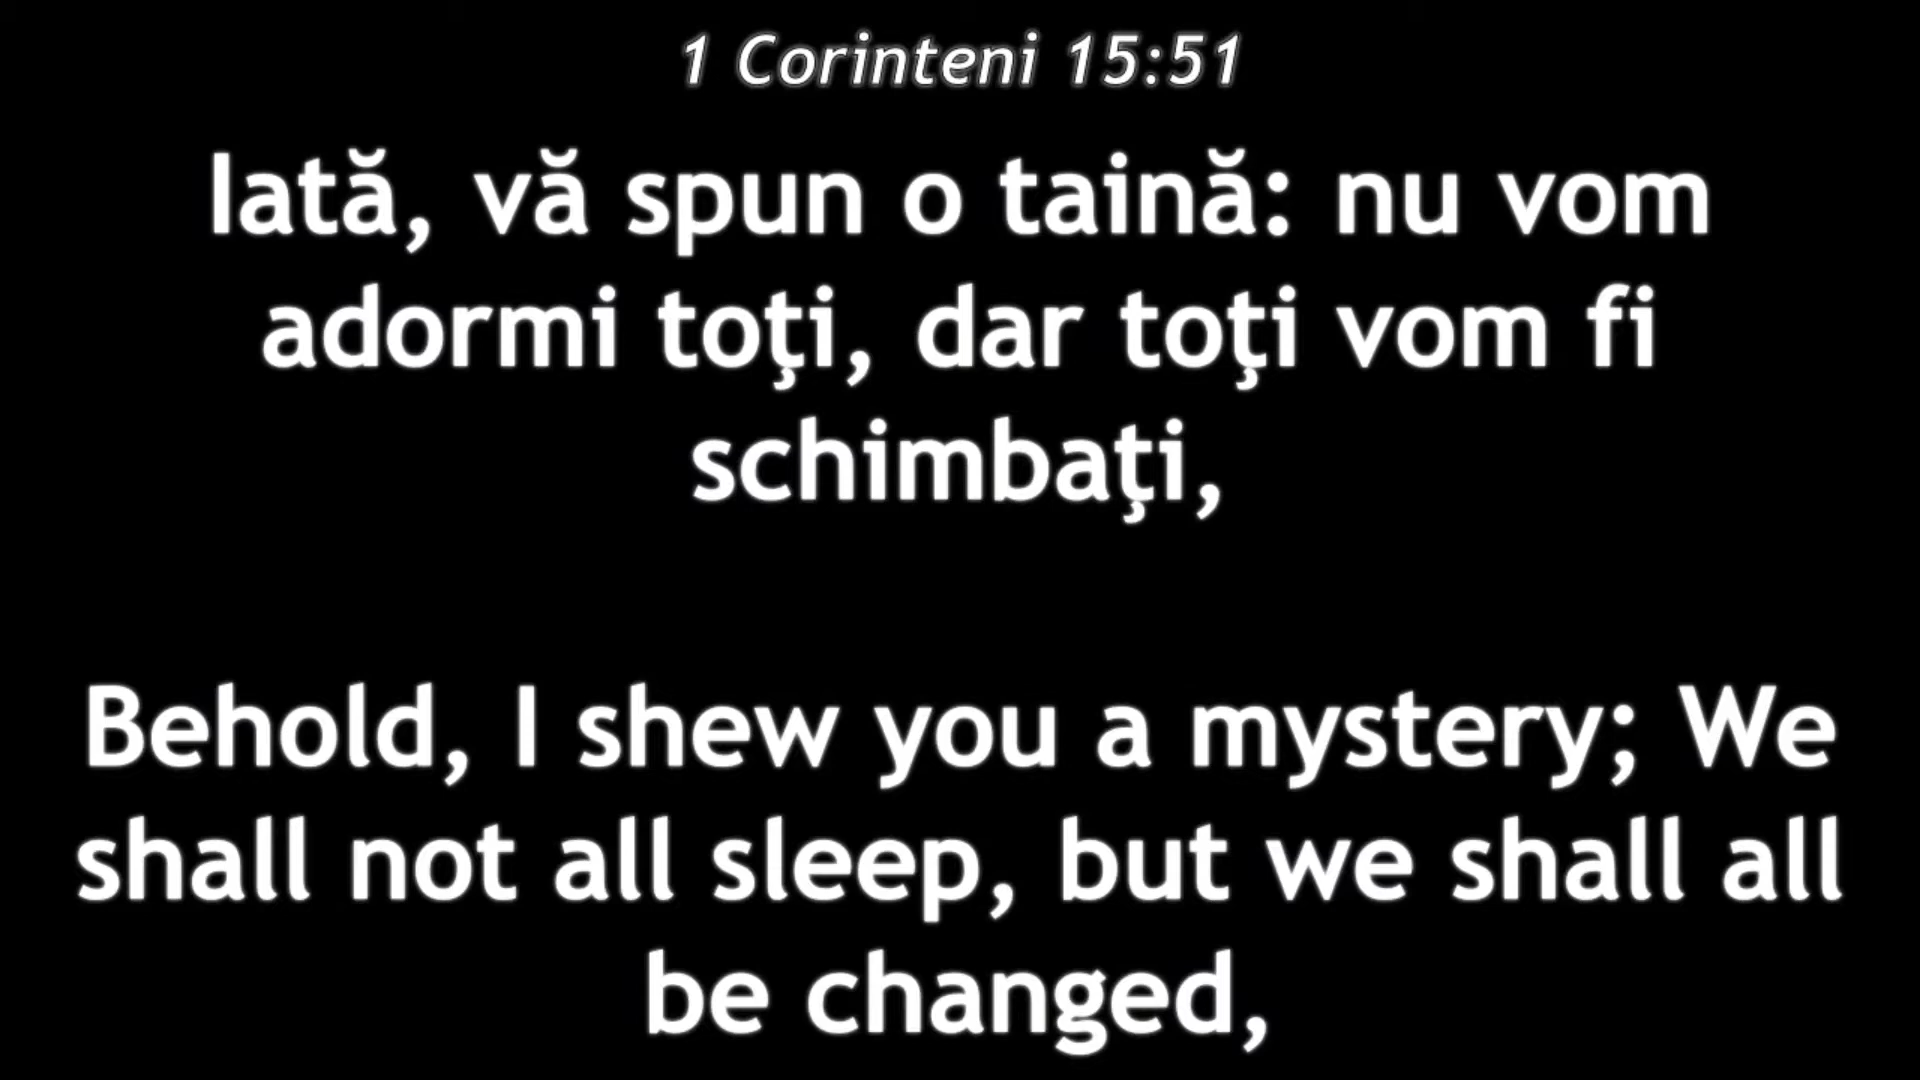 1 Corinteni 15:51
Iată, vă spun o taină: nu vom
adormi toţi, dar toţi vom fi
schimbaţi,
Behold, I shew you a mystery; We
shall not all sleep, but we shall all
be changed,